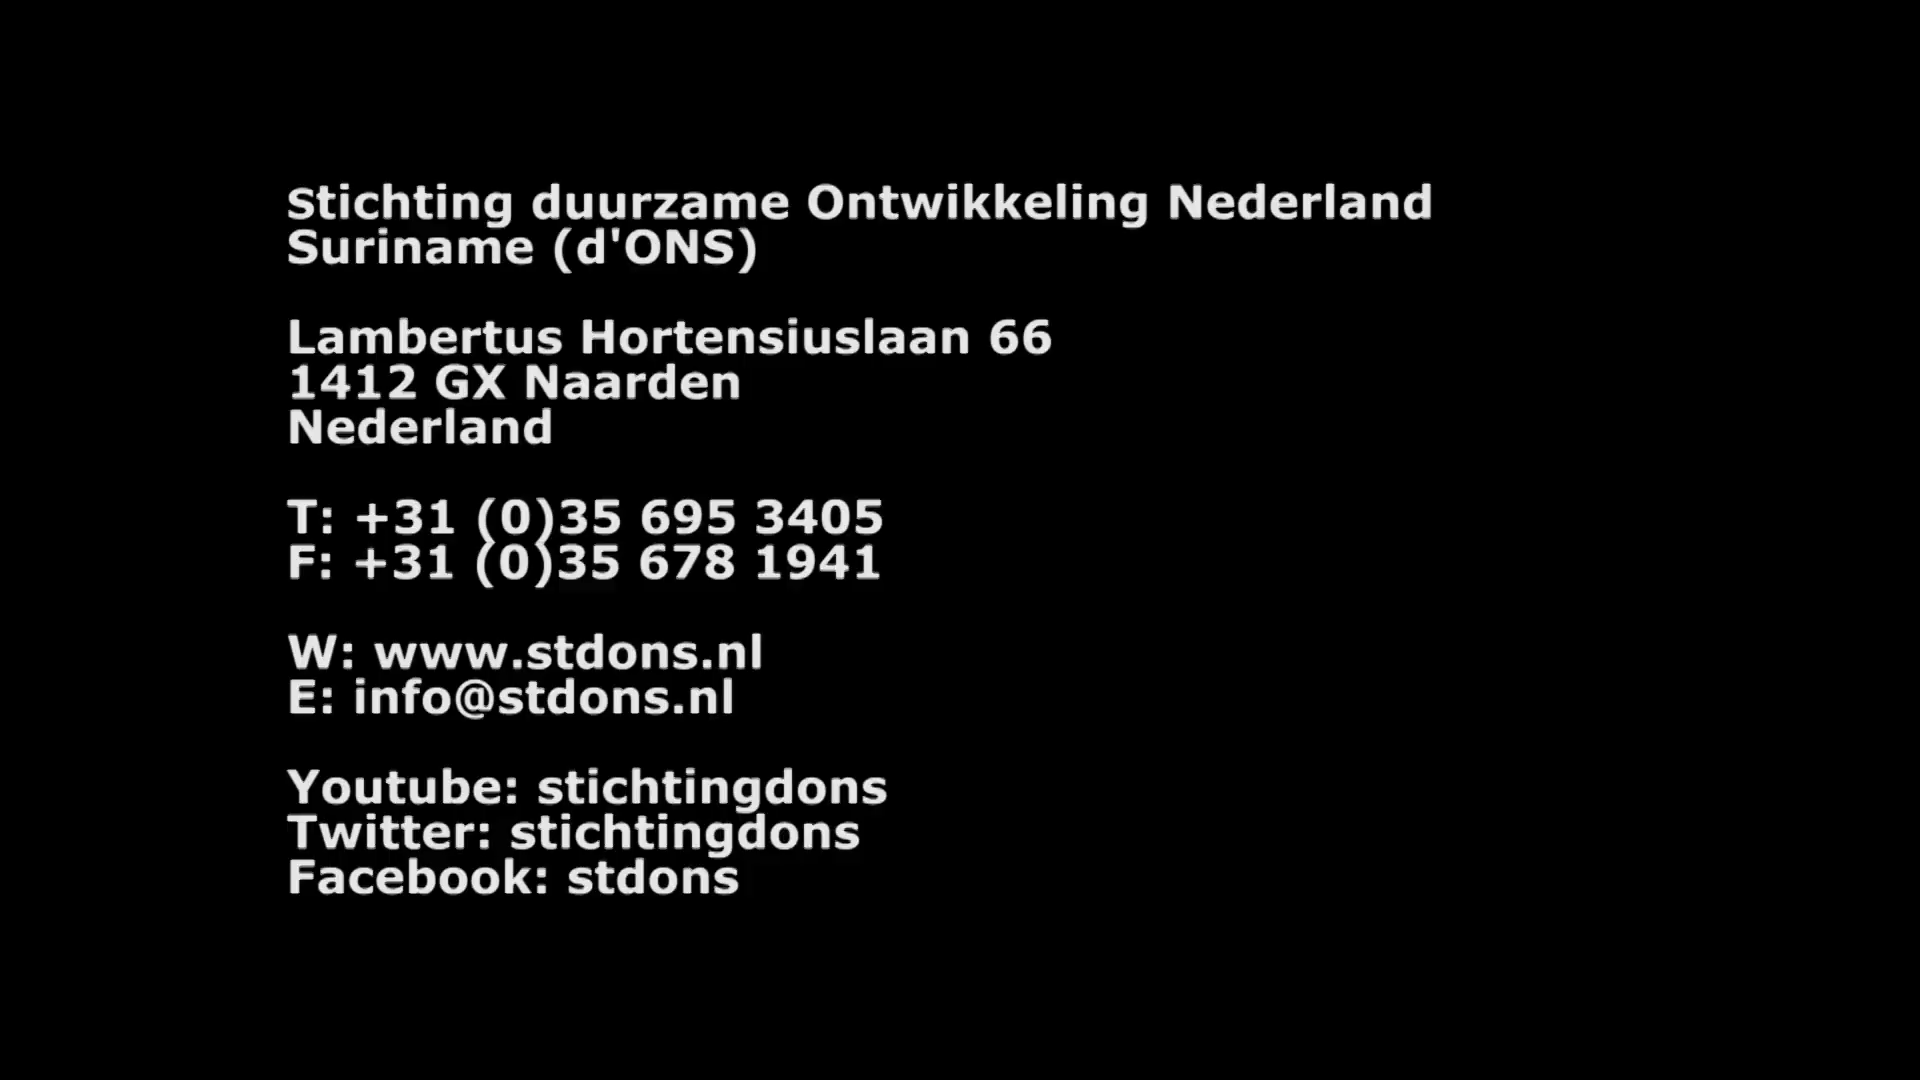 Stichting duurzame Ontwikkeling Nederland
Suriname (d'ONS)
Lambertus Hortensiuslaan 66
1412 GX Naarden
Nederland
T: +31 (0)35 695 3405
F: +31 (0)35 678 1941
W: www.stdons.nl
E: info@stdons.nl
Youtube: stichtingdons
Twitter: stichtingdons
Facebook: stdons